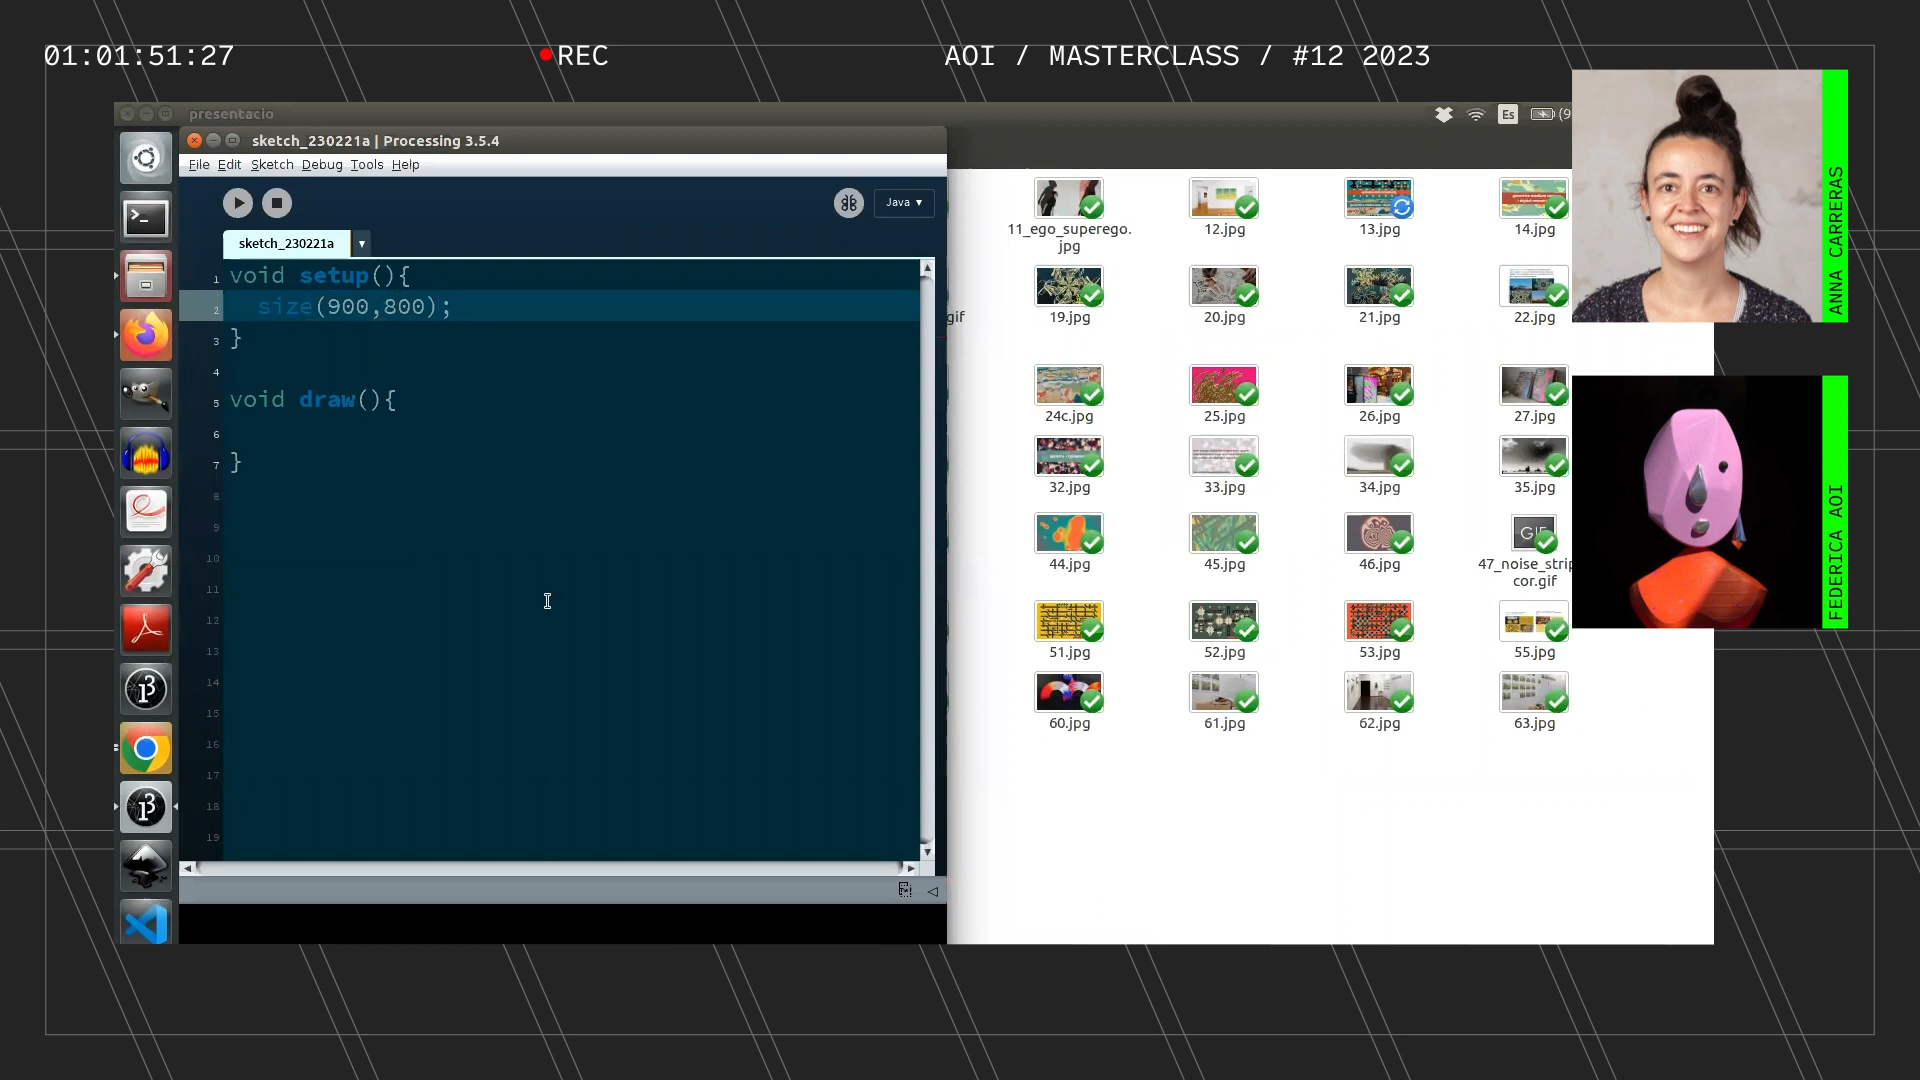 01:01:51:27
REC
AOI / MASTERCLASS / #12 2023
presentacio
Es
(9
sketch_230221a | Processing 3.5.4
File Edit Sketch Debug Tools Help
Java
sketch_230221a
1 void setup(){
2 size(900,800);
3 }
4
5 void draw(){
6
7 }
8
9
10
11
12
13
14
15
16
17
18
19
gif
11_ego_superego.
jpg
12.jpg
13.jpg
14.jpg
19.jpg
20.jpg
21.jpg
22.jpg
24c.jpg
25.jpg
26.jpg
27.jpg
32.jpg
33.jpg
34.jpg
35.jpg
44.jpg
45.jpg
46.jpg
GIF
47_noise_strip
cor.gif
51.jpg
52.jpg
53.jpg
55.jpg
60.jpg
61.jpg
62.jpg
63.jpg
ANNA CARRERAS
FEDERICA AOI